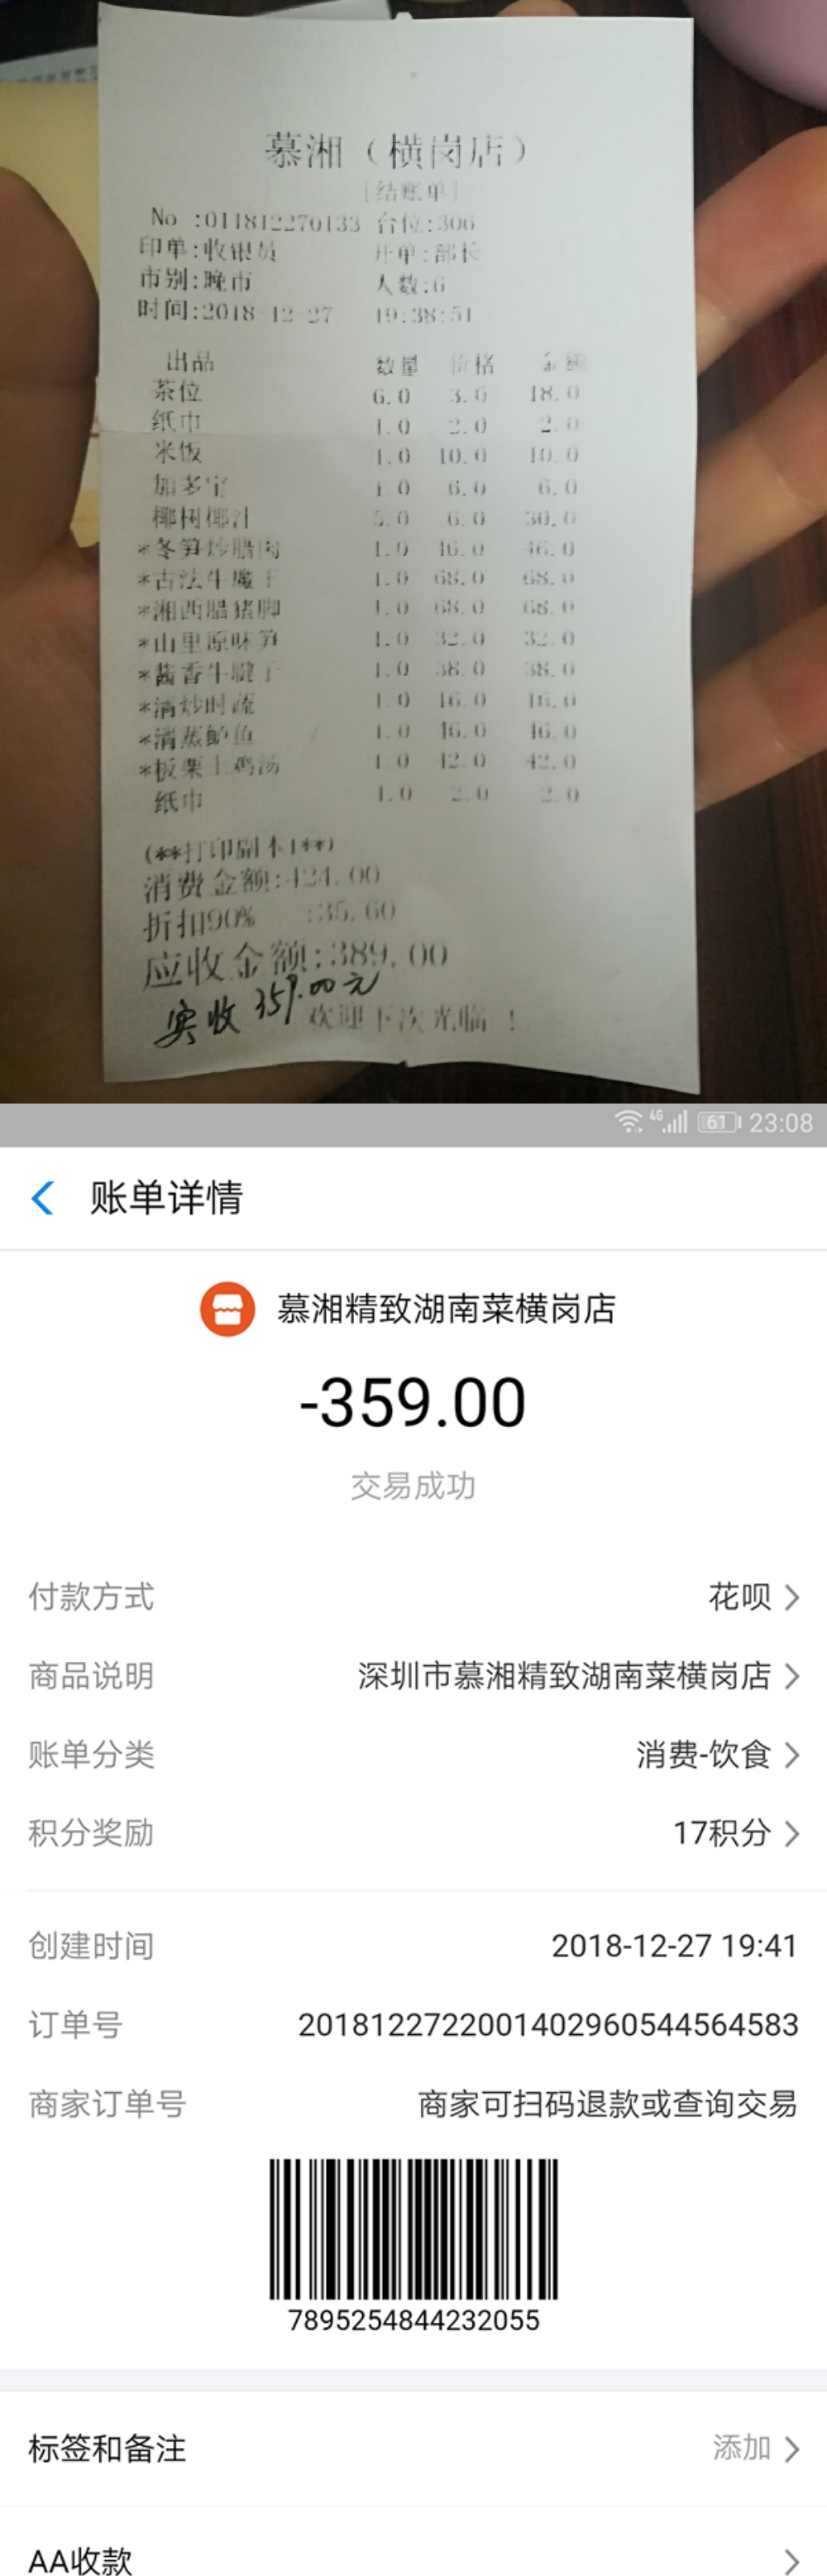 慕湘（横岗店）
[结账单]
No :011812270133 台位:306
印单:收银员 开单:部长
市别:晚市 人数:6
时间:2018-12-27 19:38:51
出品 数量 价格 金额
茶位 6.0 3.0 18.0
纸巾 1.0 2.0 2.0
米饭 1.0 10.0 10.0
加多宝 1.0 6.0 6.0
椰树椰汁 5.0 6.0 30.0
*冬笋炒腊肉 1.0 46.0 46.0
*古法牛魔王 1.0 68.0 68.0
*湘西腊猪脚 1.0 68.0 68.0
*山里原味笋 1.0 32.0 32.0
*酱香牛腱子 1.0 38.0 38.0
*清炒时蔬 1.0 16.0 16.0
*清蒸鲈鱼 1.0 46.0 46.0
*板栗土鸡汤 1.0 42.0 42.0
纸巾 1.0 2.0 2.0
(**打印副本1**)
消费金额:424.00
折扣90% :35.60
应收金额:389.00
实收 359.00元
欢迎下次光临 !
4G 61 23:08
账单详情
慕湘精致湖南菜横岗店
-359.00
交易成功
付款方式 花呗
商品说明 深圳市慕湘精致湖南菜横岗店
账单分类 消费-饮食
积分奖励 17积分
创建时间 2018-12-27 19:41
订单号 2018122722001402960544564583
商家订单号 商家可扫码退款或查询交易
7895254844232055
标签和备注 添加
AA收款